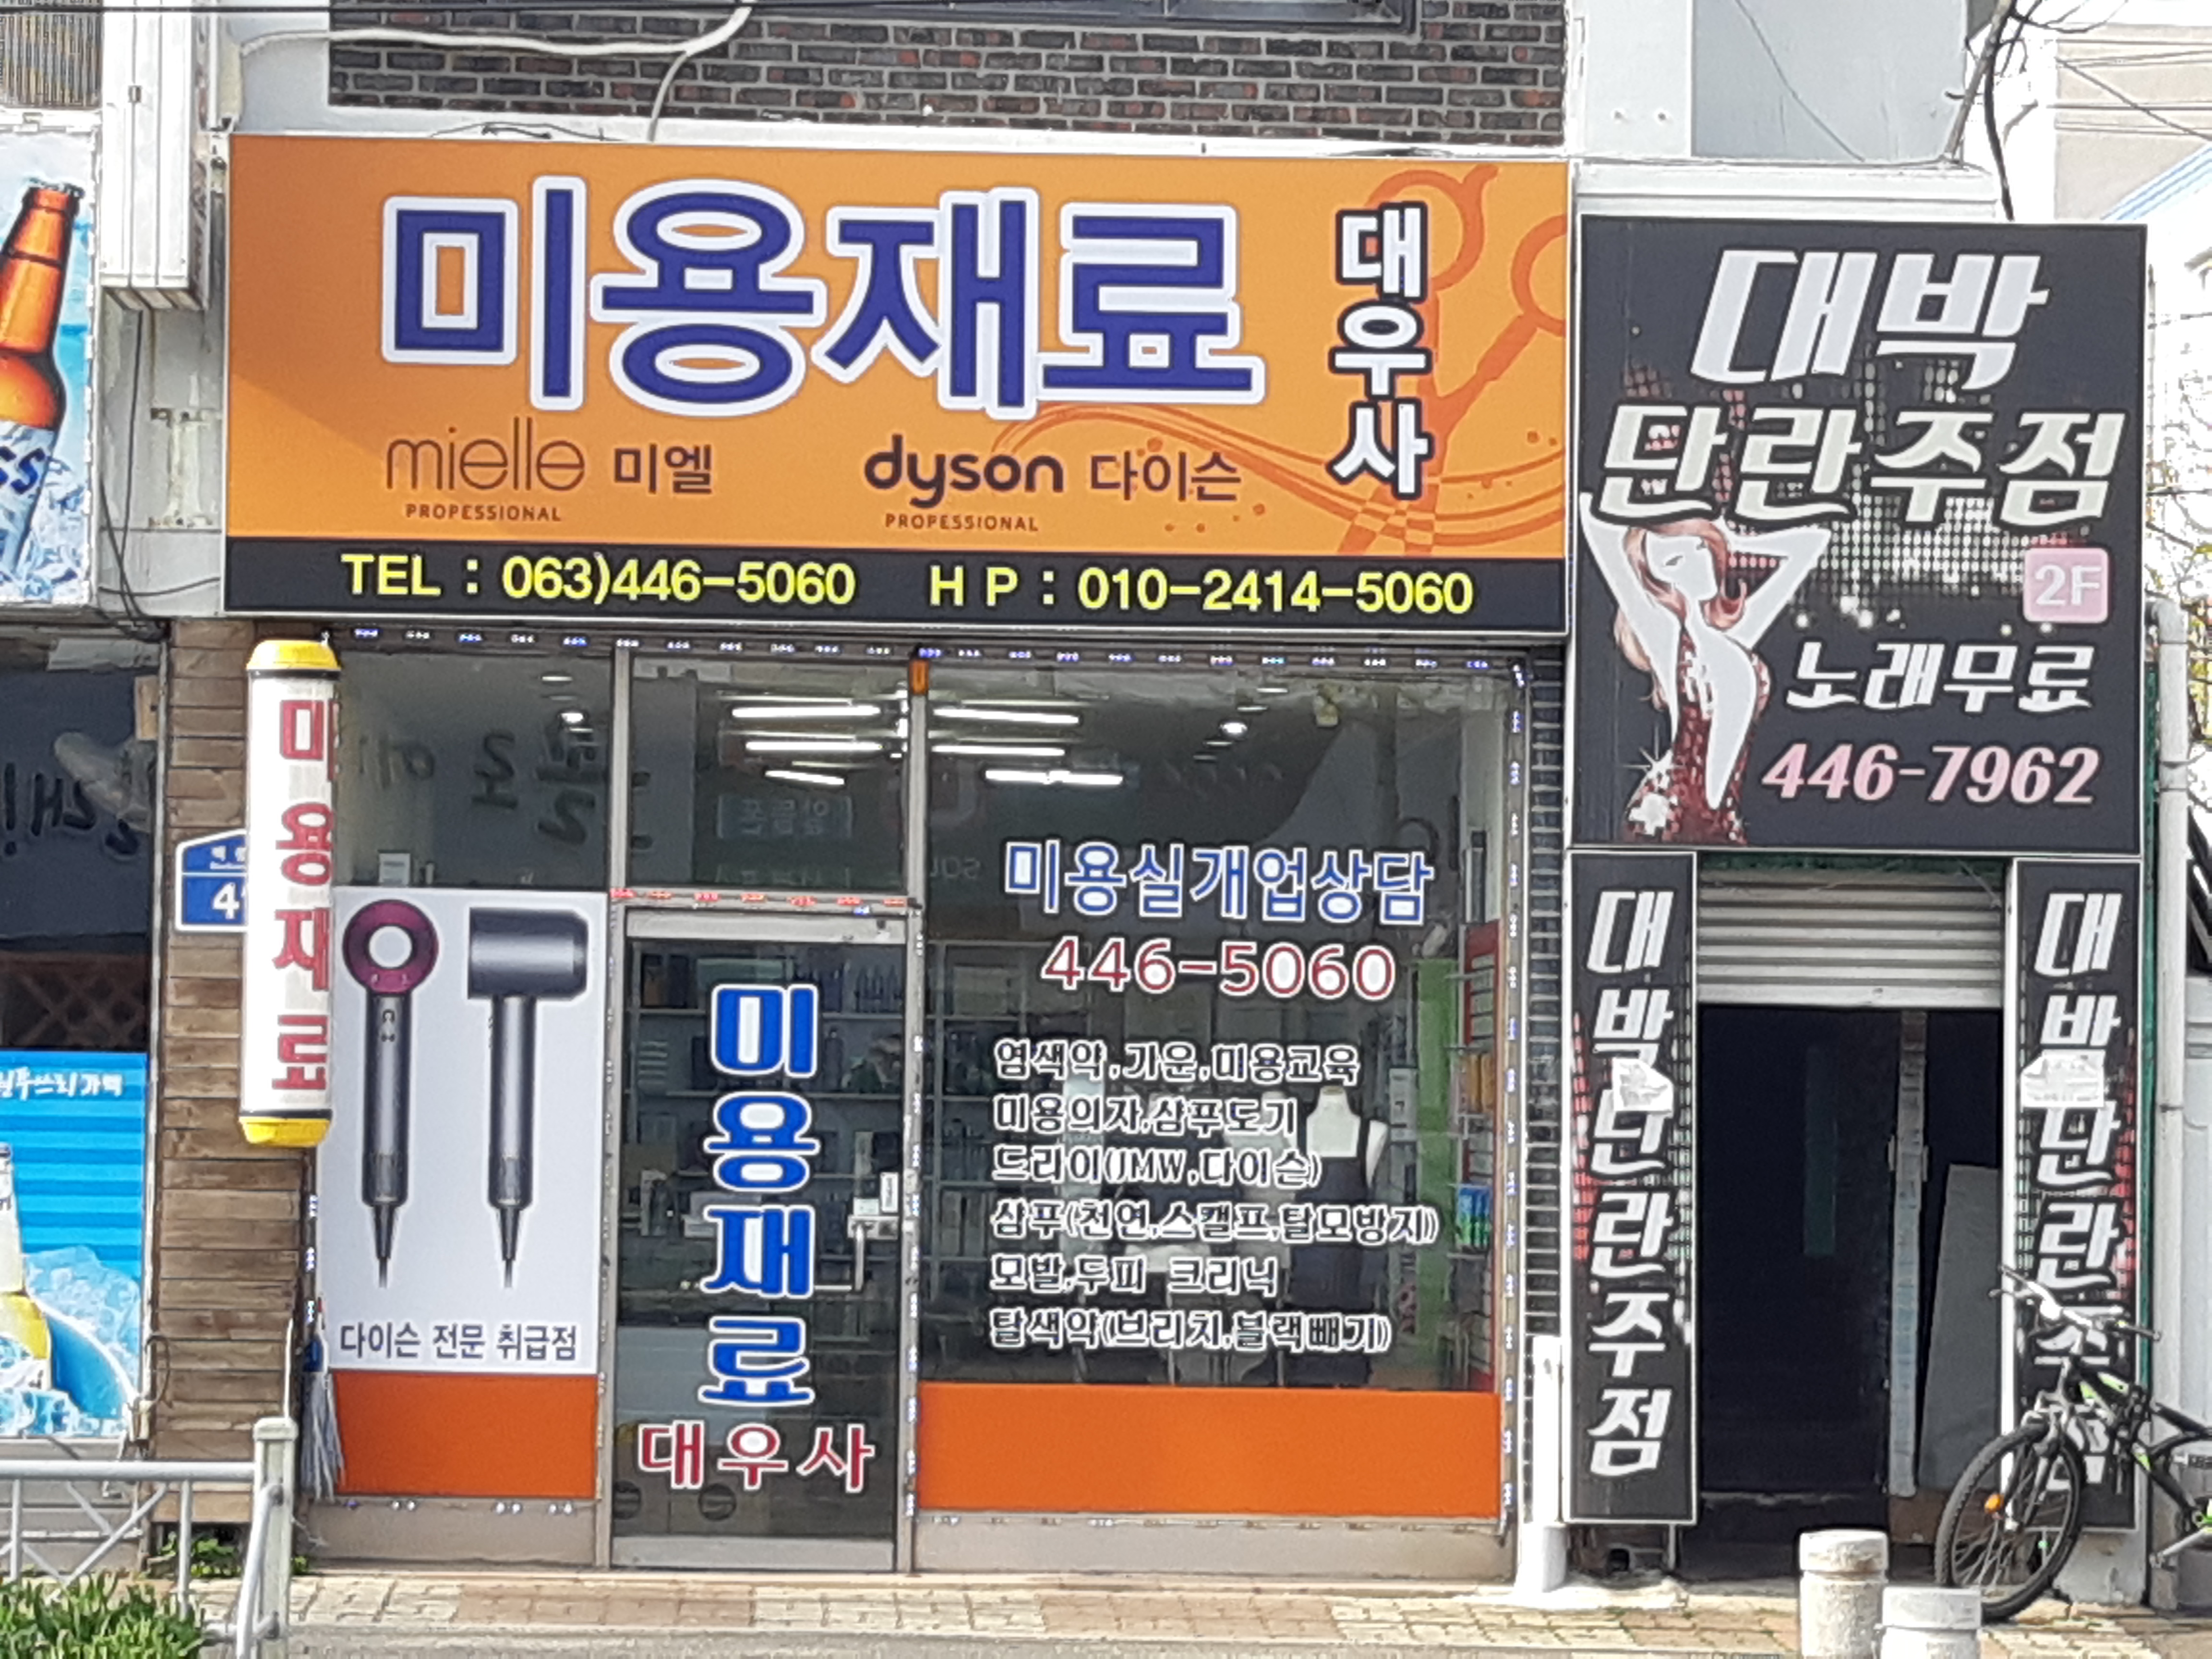 미용재료
대우사
mielle 미엘
PROFESSIONAL
dyson 다이슨
PROFESSIONAL
TEL : 063)446-5060 H P : 010-2414-5060
대박
단란주점
2F
노래무료
446-7962
미용재료
다이슨 전문 취급점
미용재료
대우사
미용실개업상담
446-5060
염색약,가운,미용교육
미용의자,샴푸도기
드라이(JMW,다이슨)
샴푸(천연,스캘프,탈모방지)
모발,두피 크리닉
탈색약(브리치,블랙빼기)
대박단란주점
대박단란주점